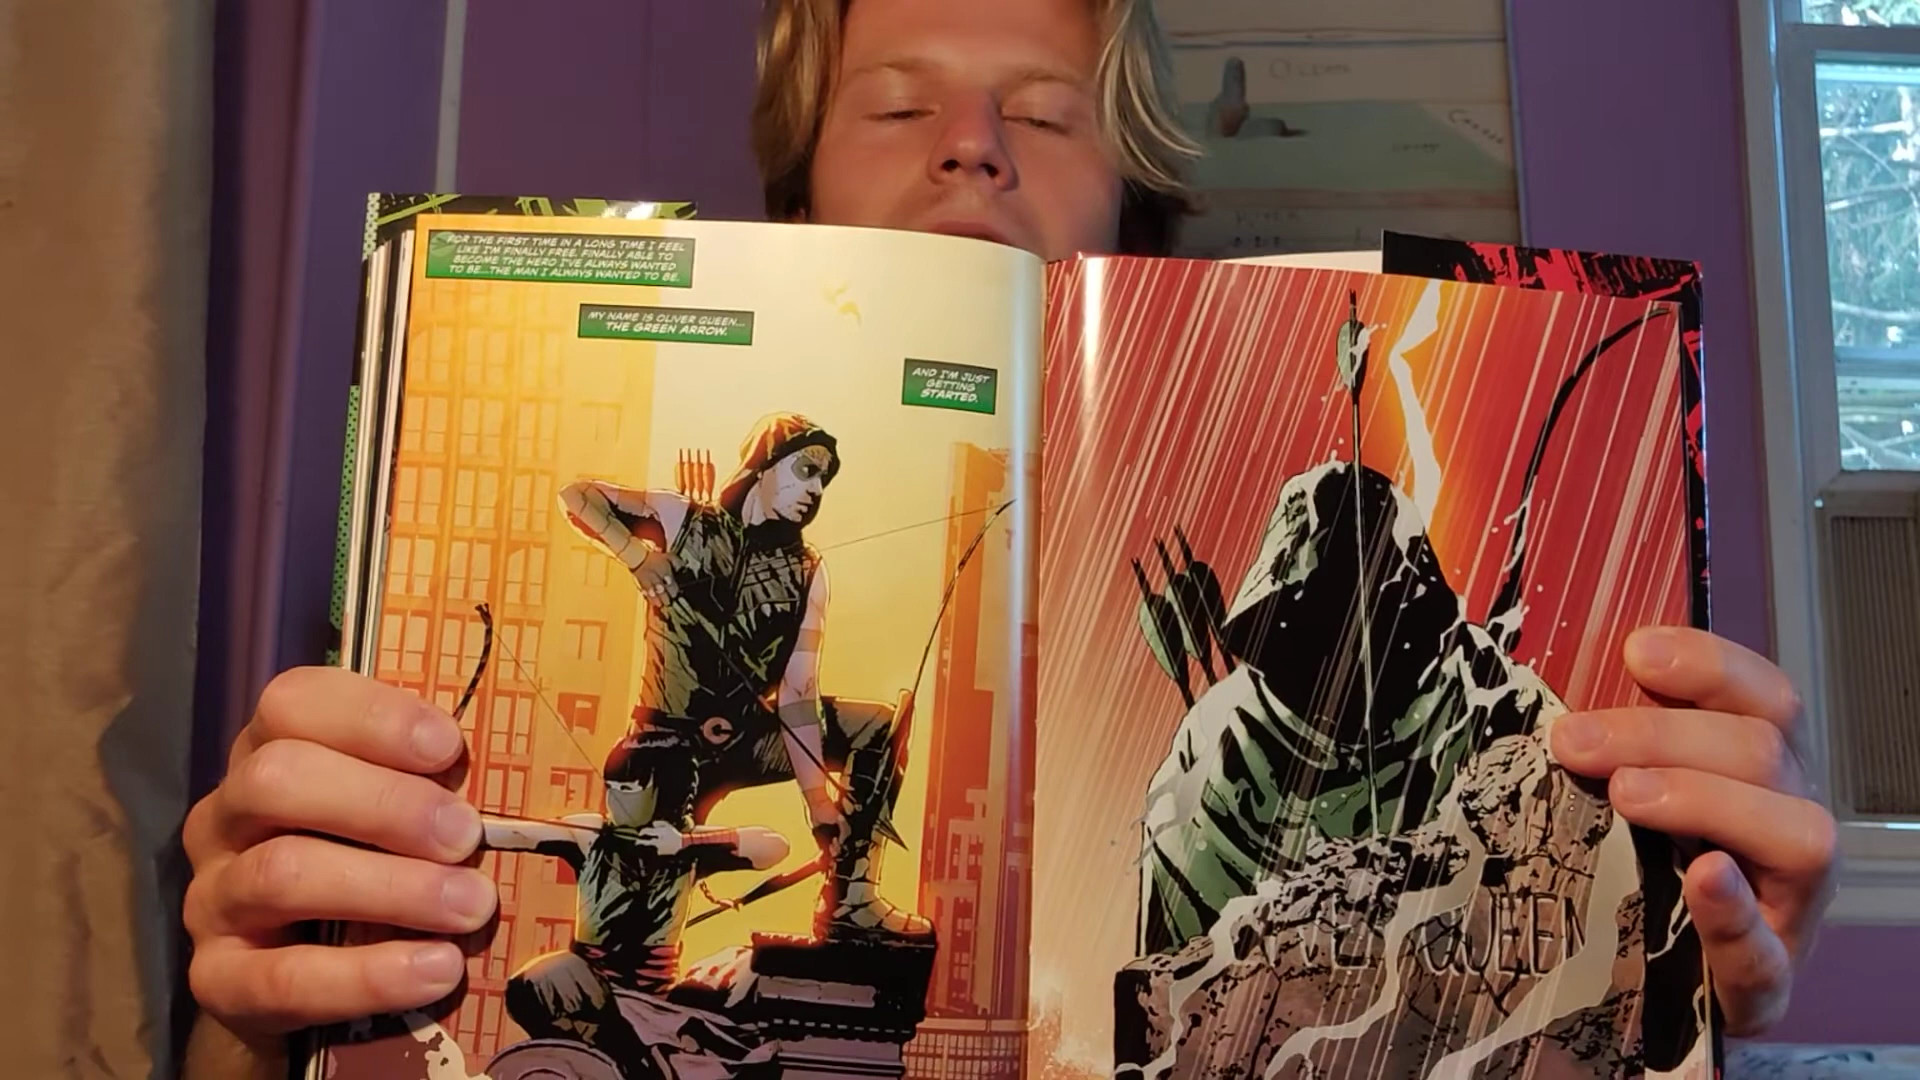 FOR THE FIRST TIME IN A LONG TIME I FEEL
LIKE I'M FINALLY FREE. FINALLY ABLE TO
BECOME THE HERO I'VE ALWAYS WANTED
TO BE...THE MAN I ALWAYS WANTED TO BE.
MY NAME IS OLIVER QUEEN...
THE GREEN ARROW.
AND I'M JUST
GETTING
STARTED.
QUEEN